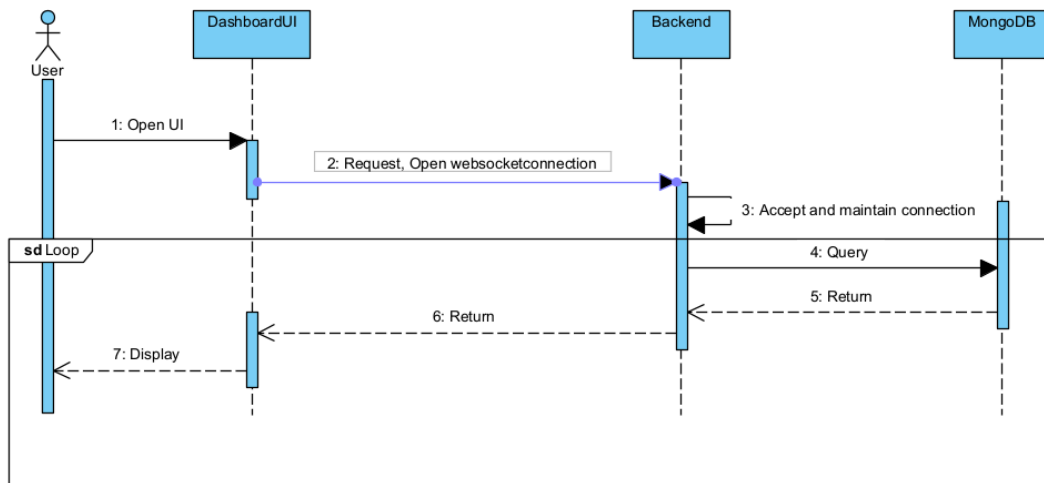 DashboardUI
Backend
MongoDB
User
1: Open UI
2: Request, Open websocketconnection
3: Accept and maintain connection
sd Loop
4: Query
5: Return
6: Return
7: Display